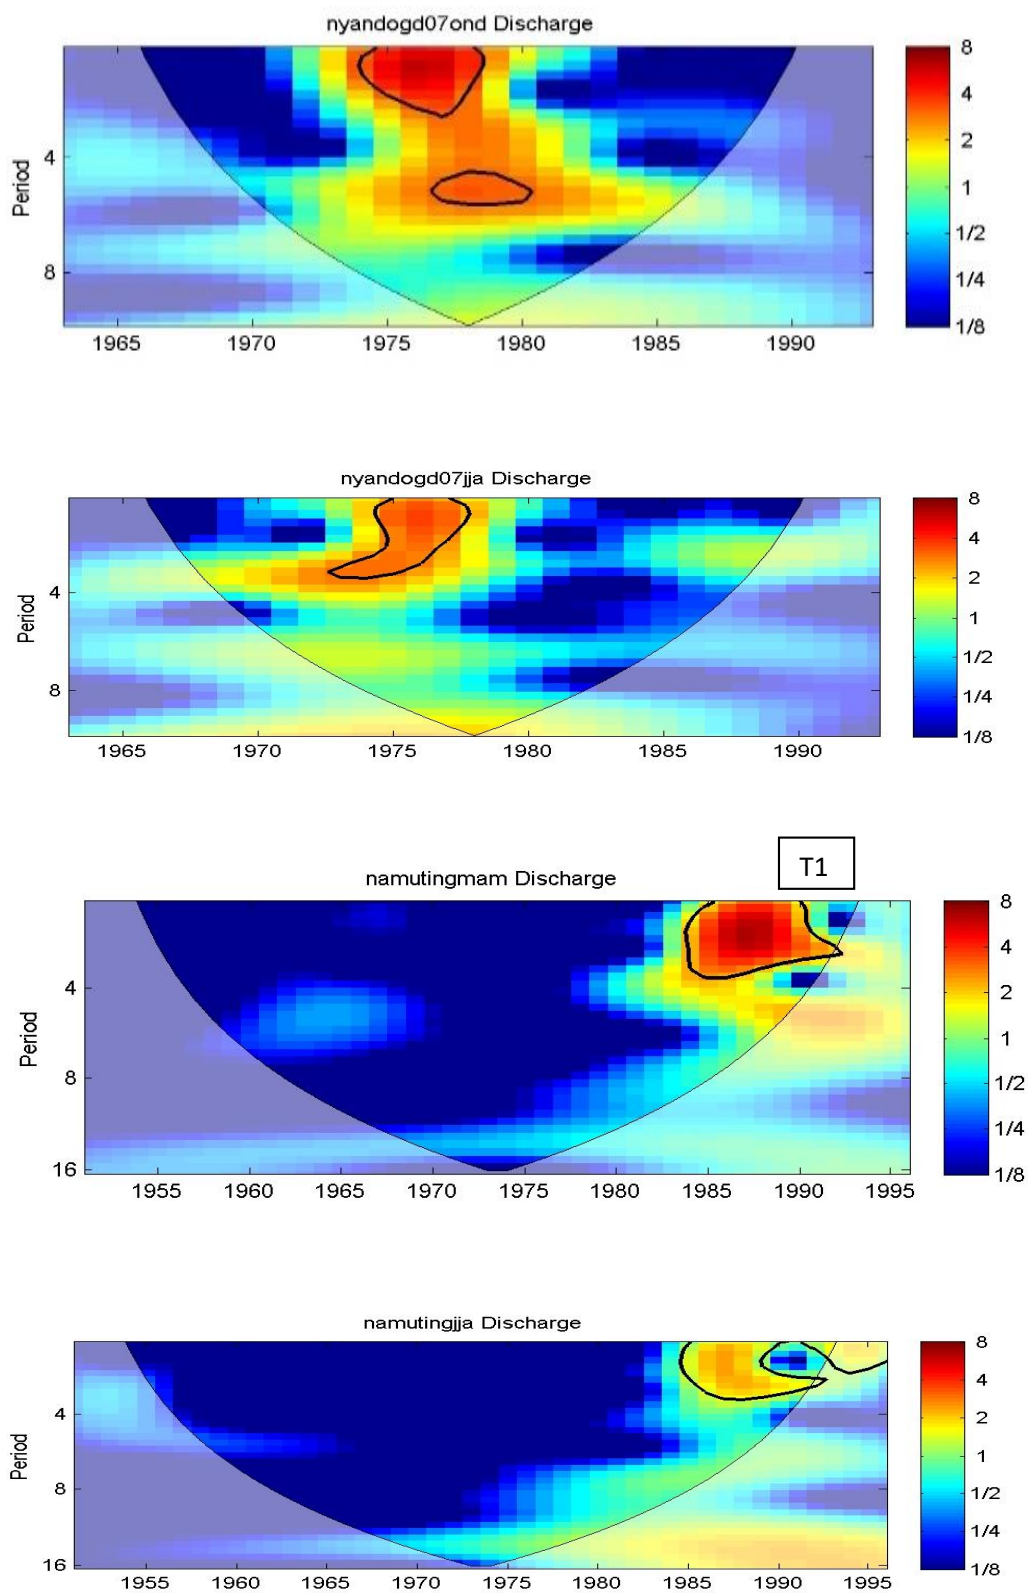 nyandogd07ond Discharge
8
4
2
1
1/2
1/4
1/8
Period
4
8
1965 1970 1975 1980 1985 1990
nyandogd07jja Discharge
8
4
2
1
1/2
1/4
1/8
Period
4
8
1965 1970 1975 1980 1985 1990
T1
namutingmam Discharge
8
4
2
1
1/2
1/4
1/8
Period
4
8
16
1955 1960 1965 1970 1975 1980 1985 1990 1995
namutingjja Discharge
8
4
2
1
1/2
1/4
1/8
Period
4
8
16
1955 1960 1965 1970 1975 1980 1985 1990 1995